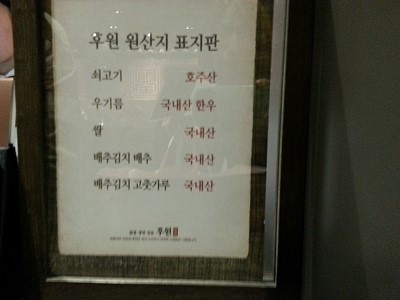 후원 원산지 표지판
쇠고기 호주산
우기름 국내산 한우
쌀 국내산
배추김치 배추 국내산
배추김치 고춧가루 국내산
후원